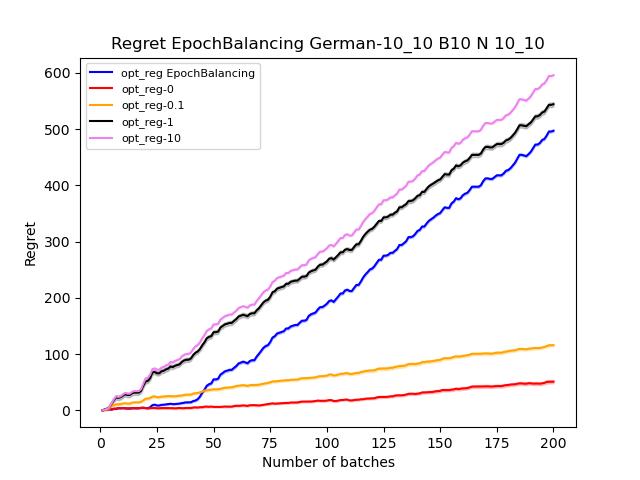 Regret EpochBalancing German-10_10 B10 N 10_10
opt_reg EpochBalancing
opt_reg-0
opt_reg-0.1
opt_reg-1
opt_reg-10
Regret
600
500
400
300
200
100
0
0 25 50 75 100 125 150 175 200
Number of batches